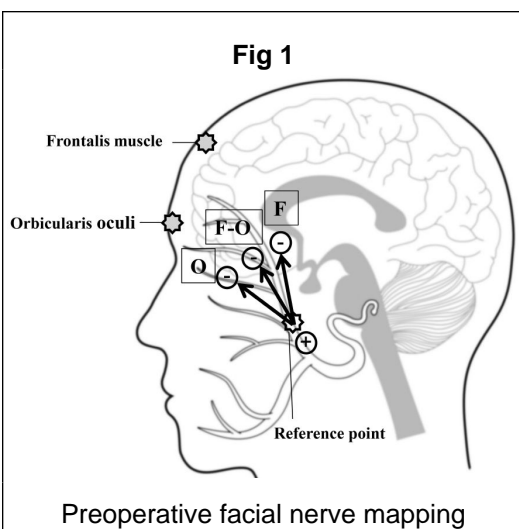 Fig 1
Frontalis muscle
F
Orbicularis oculi
F-O
O
-
-
-
+
Reference point
Preoperative facial nerve mapping